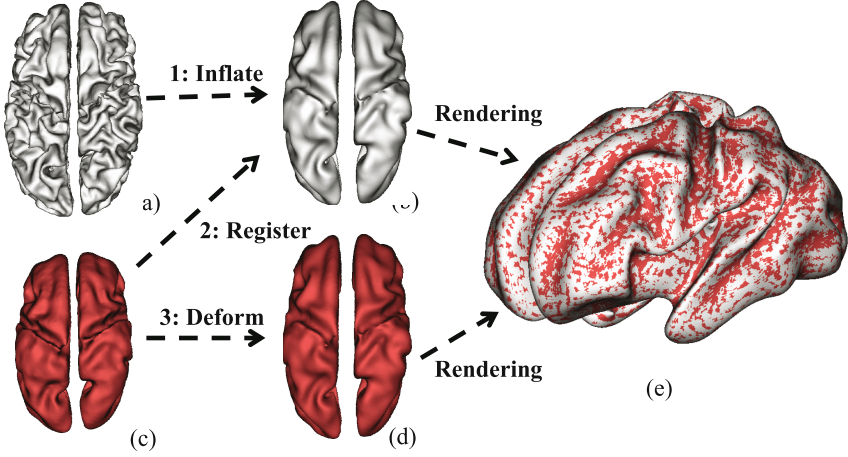 1: Inflate
Rendering
a)
(b)
2: Register
3: Deform
Rendering
(e)
(c)
(d)